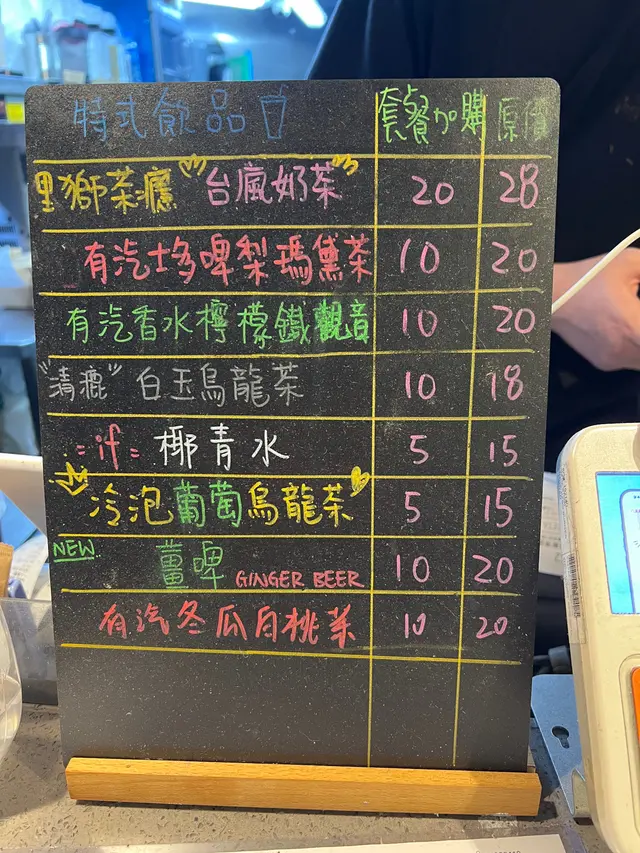 特式飲品 套餐加購 原價
黑獅茶癮 "台瘋奶茶" 20 28
有汽士多啤梨瑪黛茶 10 20
有汽香水檸檬鐵觀音 10 20
"清癮" 白玉烏龍茶 10 18
=if= 椰青水 5 15
冷泡葡萄烏龍茶 5 15
NEW 薑啤 GINGER BEER 10 20
有汽冬瓜白桃茶 10 20